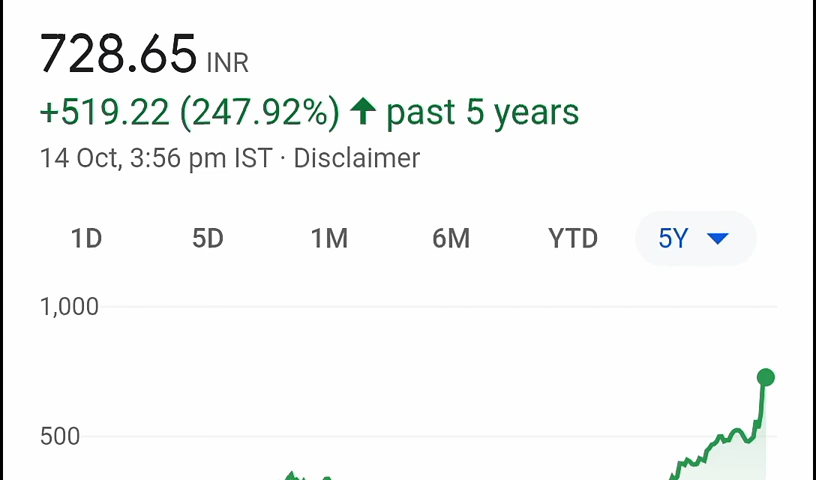 728.65 INR
+519.22 (247.92%) ↑ past 5 years
14 Oct, 3:56 pm IST · Disclaimer
1D 5D 1M 6M YTD 5Y
1,000
500